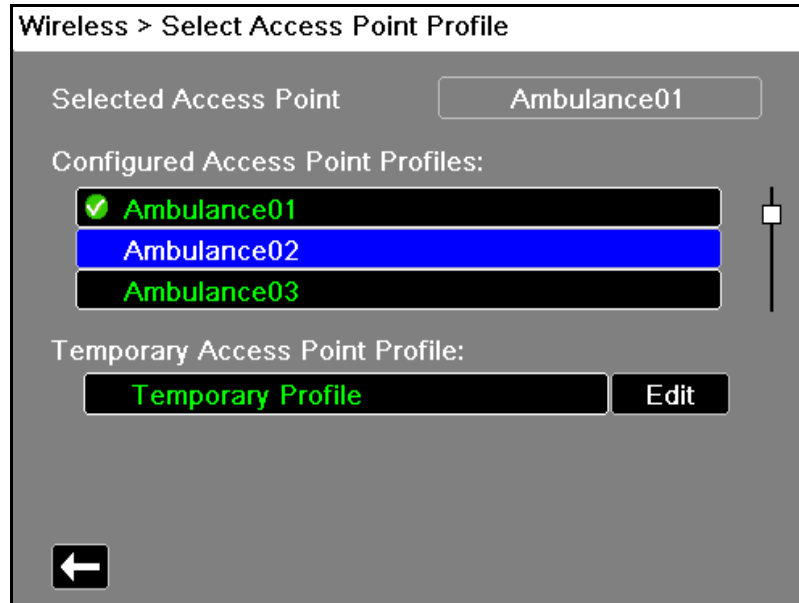 Wireless > Select Access Point Profile
Selected Access Point Ambulance01
Configured Access Point Profiles:
Ambulance01
Ambulance02
Ambulance03
Temporary Access Point Profile:
Temporary Profile Edit